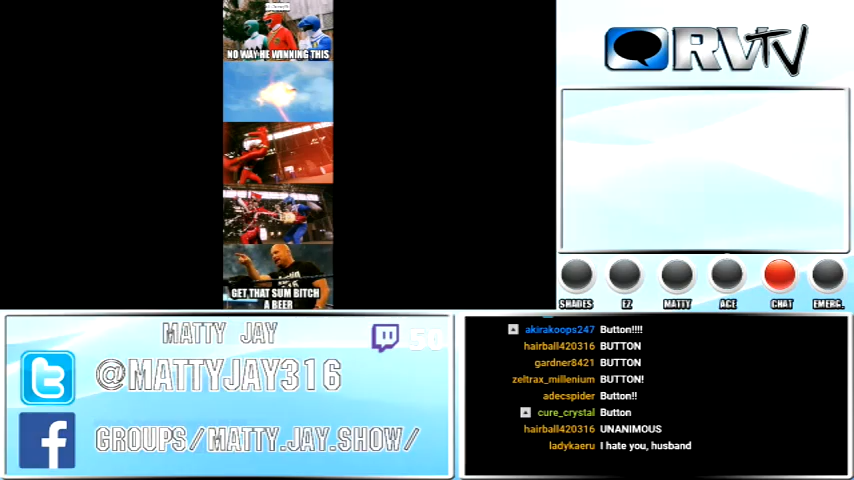 NO WAY HE WINNING THIS
GET THAT SUM BITCH
A BEER
RVTV
SHADES
EZ
MATTY
ACE
CHAT
EMERG.
MATTY JAY
50
@MATTYJAY316
GROUPS/MATTY.JAY.SHOW/
akirakoops247 Button!!!!
hairball420316 BUTTON
gardner8421 BUTTON
zeltrax_millenium BUTTON!
adecspider Button!!
cure_crystal Button
hairball420316 UNANIMOUS
ladykaeru I hate you, husband